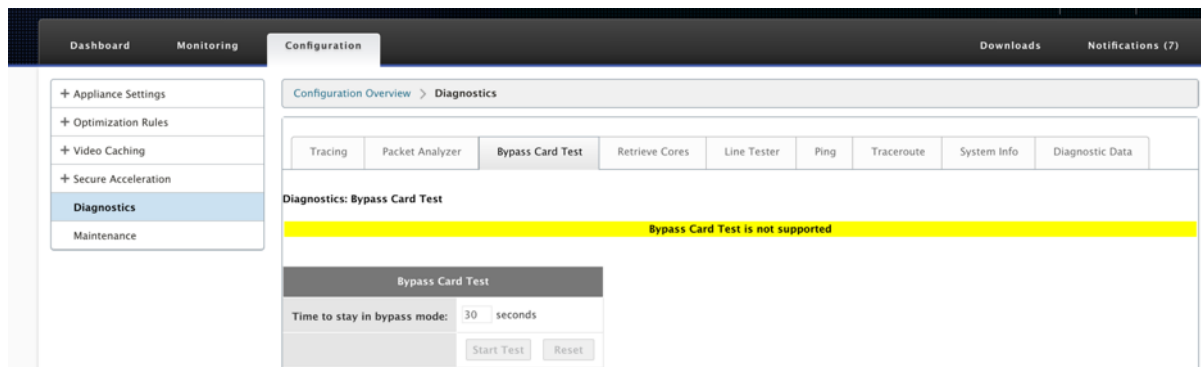 Dashboard Monitoring Configuration Downloads Notifications (7)
+ Appliance Settings
+ Optimization Rules
+ Video Caching
+ Secure Acceleration
Diagnostics
Maintenance
Configuration Overview > Diagnostics
Tracing Packet Analyzer Bypass Card Test Retrieve Cores Line Tester Ping Traceroute System Info Diagnostic Data
Diagnostics: Bypass Card Test
Bypass Card Test is not supported
Bypass Card Test
Time to stay in bypass mode: 30 seconds
Start Test Reset